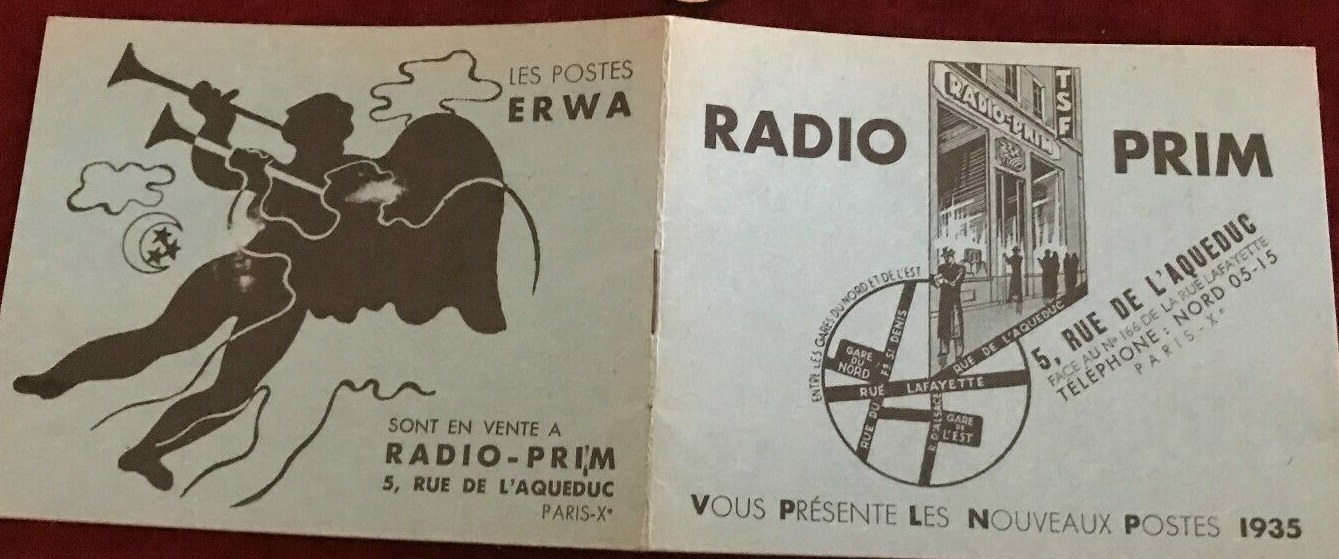 LES POSTES
ERWA
SONT EN VENTE A
RADIO-PRIM
5, RUE DE L'AQUEDUC
PARIS-Xe
RADIO PRIM
RADIO-PRIM
TSF
5, RUE DE L'AQUEDUC
FACE AU No 166 DE LA RUE LAFAYETTE
TÉLÉPHONE : NORD 05-15
PARIS-Xe
ENTRE LES GARES DU NORD ET DE L'EST
GARE
DU
NORD
Fg St DENIS
RUE DE L'AQUEDUC
RUE LAFAYETTE
RUE DU
R. D'ALSACE
GARE
DE
L'EST
VOUS PRÉSENTE LES NOUVEAUX POSTES 1935